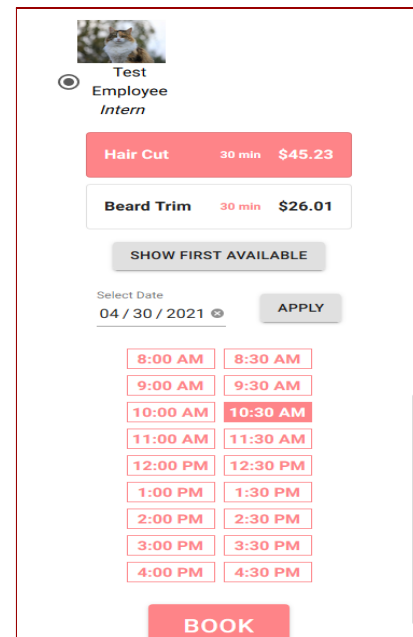 Test
Employee
Intern
Hair Cut 30 min $45.23
Beard Trim 30 min $26.01
SHOW FIRST AVAILABLE
Select Date
04 / 30 / 2021
APPLY
8:00 AM 8:30 AM
9:00 AM 9:30 AM
10:00 AM 10:30 AM
11:00 AM 11:30 AM
12:00 PM 12:30 PM
1:00 PM 1:30 PM
2:00 PM 2:30 PM
3:00 PM 3:30 PM
4:00 PM 4:30 PM
BOOK